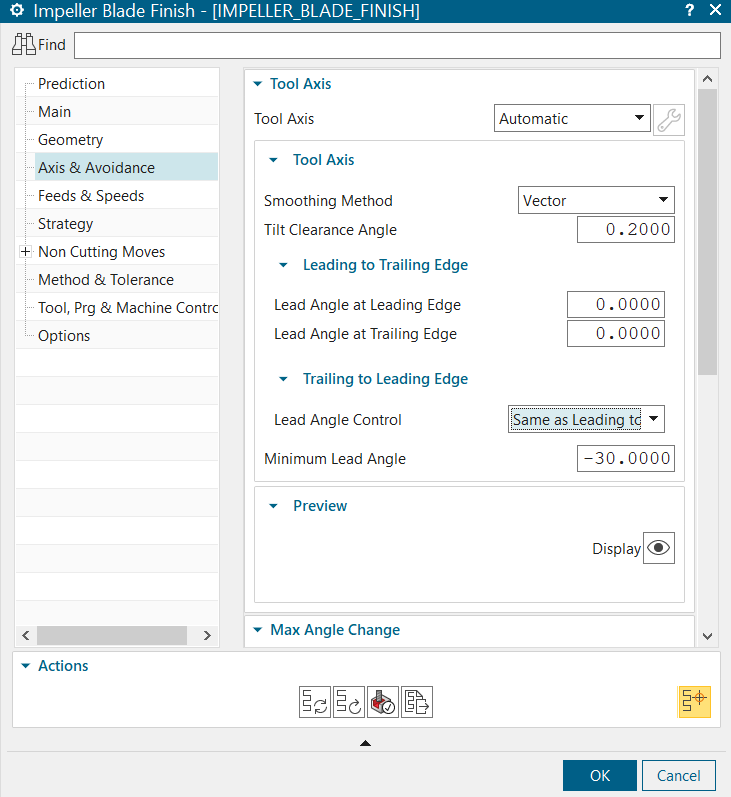 Impeller Blade Finish - [IMPELLER_BLADE_FINISH]
Find
Prediction
Main
Geometry
Axis & Avoidance
Feeds & Speeds
Strategy
Non Cutting Moves
Method & Tolerance
Tool, Prg & Machine Contro
Options
Tool Axis
Tool Axis Automatic
Tool Axis
Smoothing Method Vector
Tilt Clearance Angle 0.2000
Leading to Trailing Edge
Lead Angle at Leading Edge 0.0000
Lead Angle at Trailing Edge 0.0000
Trailing to Leading Edge
Lead Angle Control Same as Leading to
Minimum Lead Angle -30.0000
Preview
Display
Max Angle Change
Actions
OK Cancel